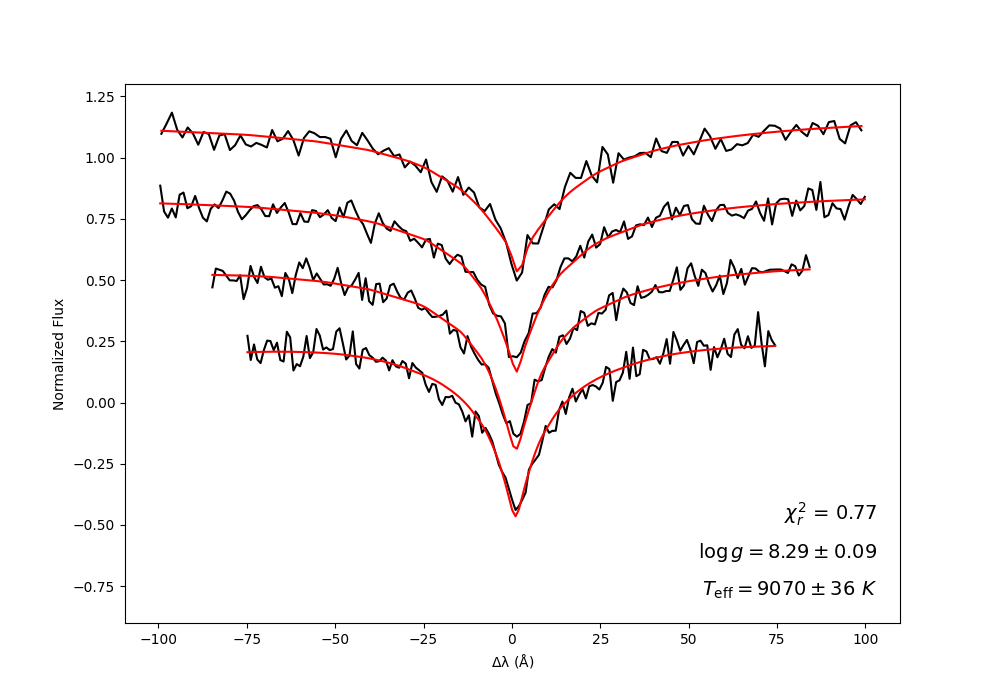 1.25
1.00
0.75
0.50
0.25
0.00
−0.25
−0.50
−0.75
Normalized Flux
χ²ᵣ = 0.77
log g = 8.29 ± 0.09
T_eff = 9070 ± 36 K
−100 −75 −50 −25 0 25 50 75 100
Δλ (Å)